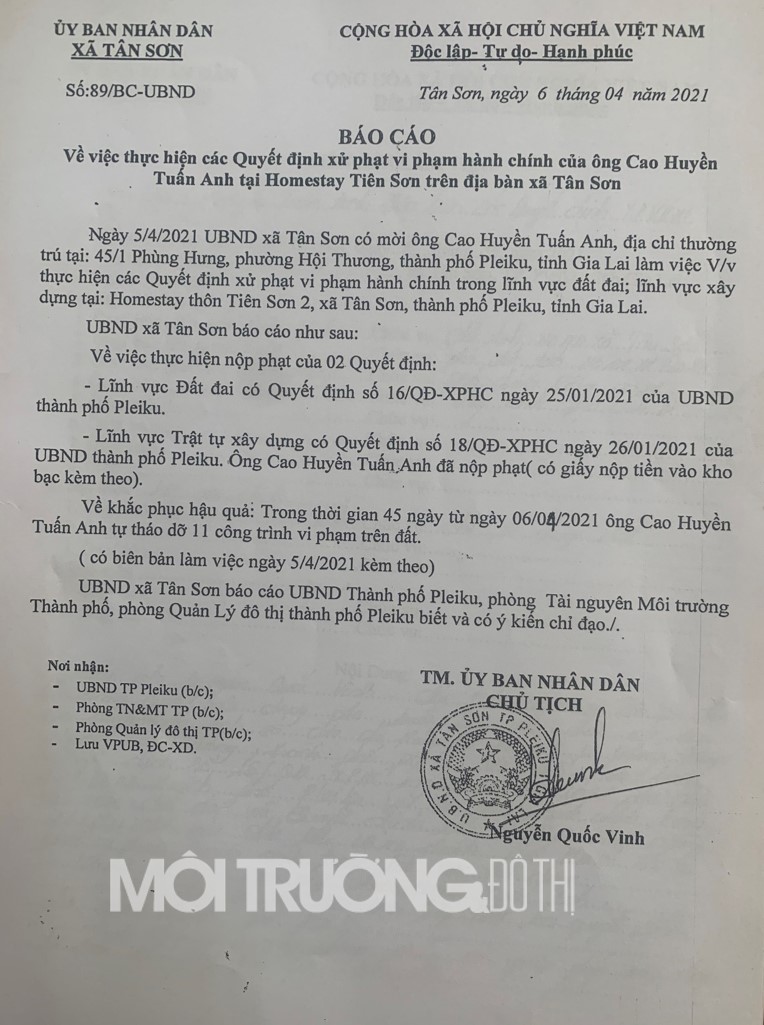 ỦY BAN NHÂN DÂN
XÃ TÂN SƠN
CỘNG HÒA XÃ HỘI CHỦ NGHĨA VIỆT NAM
Độc lập- Tự do- Hạnh phúc
Số:89/BC-UBND
Tân Sơn, ngày 6 tháng 04 năm 2021
BÁO CÁO
Về việc thực hiện các Quyết định xử phạt vi phạm hành chính của ông Cao Huyền
Tuấn Anh tại Homestay Tiên Sơn trên địa bàn xã Tân Sơn
Ngày 5/4/2021 UBND xã Tân Sơn có mời ông Cao Huyền Tuấn Anh, địa chỉ thường
trú tại: 45/1 Phùng Hưng, phường Hội Thương, thành phố Pleiku, tỉnh Gia Lai làm việc V/v
thực hiện các Quyết định xử phạt vi phạm hành chính trong lĩnh vực đất đai; lĩnh vực xây
dựng tại: Homestay thôn Tiên Sơn 2, xã Tân Sơn, thành phố Pleiku, tỉnh Gia Lai.
UBND xã Tân Sơn báo cáo như sau:
Về việc thực hiện nộp phạt của 02 Quyết định:
- Lĩnh vực Đất đai có Quyết định số 16/QĐ-XPHC ngày 25/01/2021 của UBND
thành phố Pleiku.
- Lĩnh vực Trật tự xây dựng có Quyết định số 18/QĐ-XPHC ngày 26/01/2021 của
UBND thành phố Pleiku. Ông Cao Huyền Tuấn Anh đã nộp phạt( có giấy nộp tiền vào kho
bạc kèm theo).
Về khắc phục hậu quả: Trong thời gian 45 ngày từ ngày 06/04/2021 ông Cao Huyền
Tuấn Anh tự tháo dỡ 11 công trình vi phạm trên đất.
( có biên bản làm việc ngày 5/4/2021 kèm theo)
UBND xã Tân Sơn báo cáo UBND Thành phố Pleiku, phòng Tài nguyên Môi trường
Thành phố, phòng Quản Lý đô thị thành phố Pleiku biết và có ý kiến chỉ đạo./.
Nơi nhận:
- UBND TP Pleiku (b/c);
- Phòng TN&MT TP (b/c);
- Phòng Quản lý đô thị TP(b/c);
- Lưu VPUB, ĐC-XD.
TM. ỦY BAN NHÂN DÂN
CHỦ TỊCH
U.B.N.D XÃ TÂN SƠN TP PLEIKU T. GIA LAI
Nguyễn Quốc Vinh
MÔI TRƯỜNG & ĐÔ THỊ